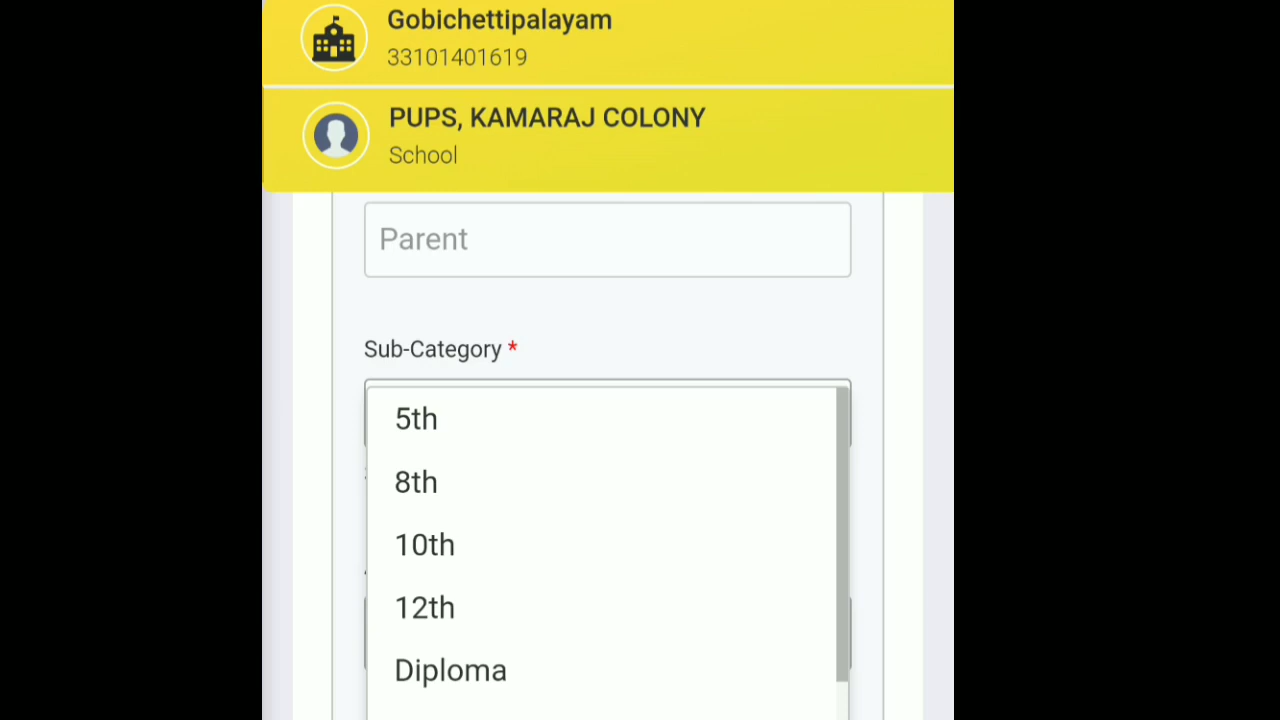 Gobichettipalayam
33101401619
PUPS, KAMARAJ COLONY
School
Parent
Sub-Category *
5th
8th
10th
12th
Diploma